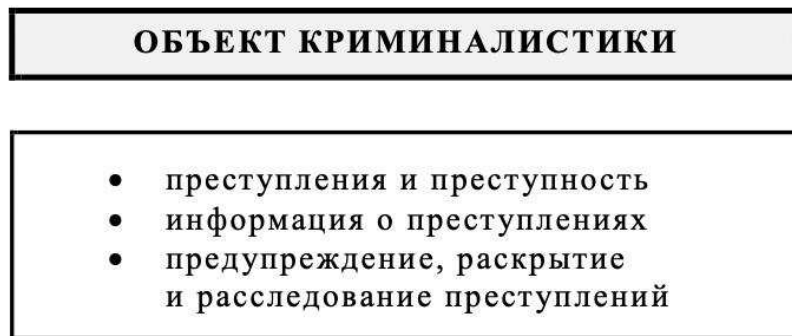 ОБЪЕКТ КРИМИНАЛИСТИКИ
• преступления и преступность
• информация о преступлениях
• предупреждение, раскрытие
и расследование преступлений